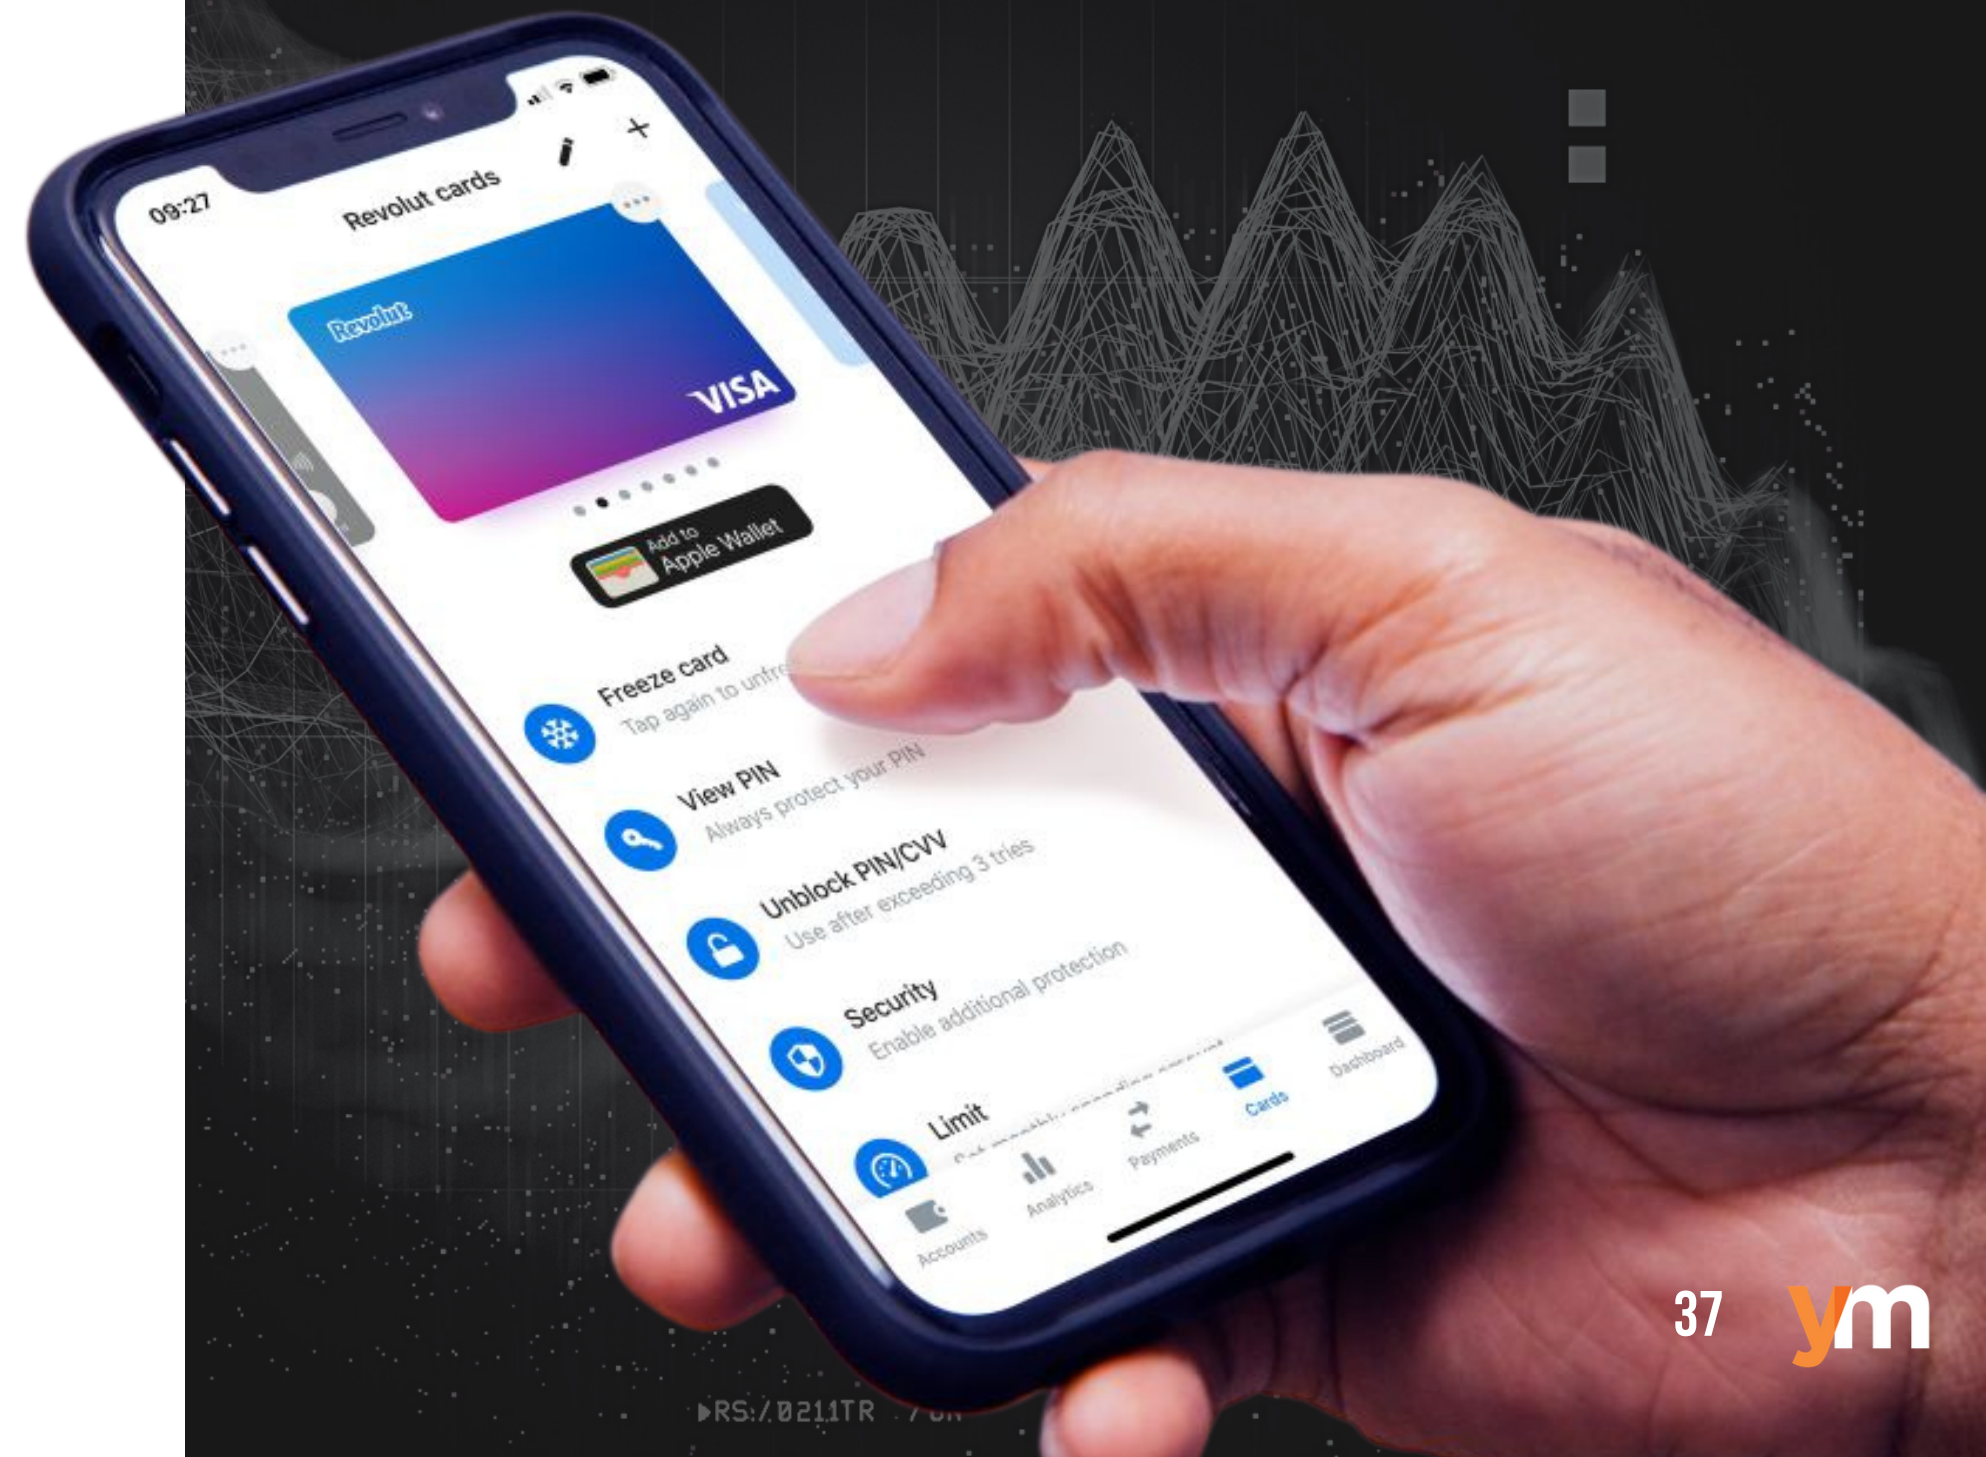 09:27
Revolut cards
Revolut
VISA
Add to
Apple Wallet
Freeze card
Tap again to
View PIN
Always protect your PIN
Unblock PIN/CVV
Use after exceeding 3 tries
Security
Enable additional protection
Limit
Accounts
Analytics
Payments
Cards
Dashboard
37
ym
▶RS:/0211TR